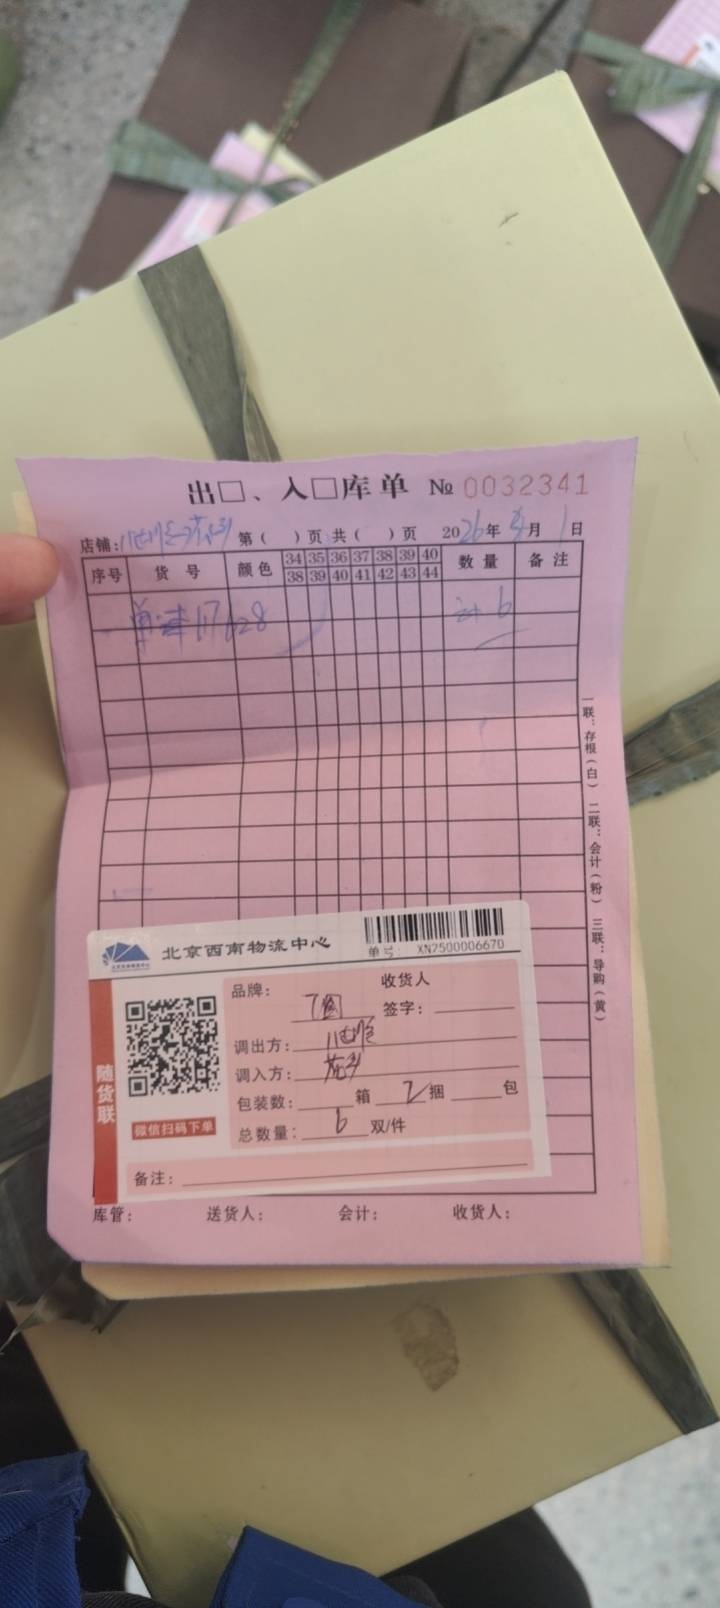 出□、入□库单 № 0032341
店铺: 第( )页 共( )页 2026年 月 1日
序号 货号 颜色 34 35 36 37 38 39 40 数量 备注
38 39 40 41 42 43 44
117628 6
一联:存根(白) 二联:会计(粉) 三联:导购(黄)
北京西南物流中心
单号: XN2500006670
随货联
微信扫码下单
品牌:
收货人
签字:
调出方:
调入方:
包装数: 箱 2 捆 包
总数量: 6 双/件
备注:
库管: 送货人: 会计: 收货人: